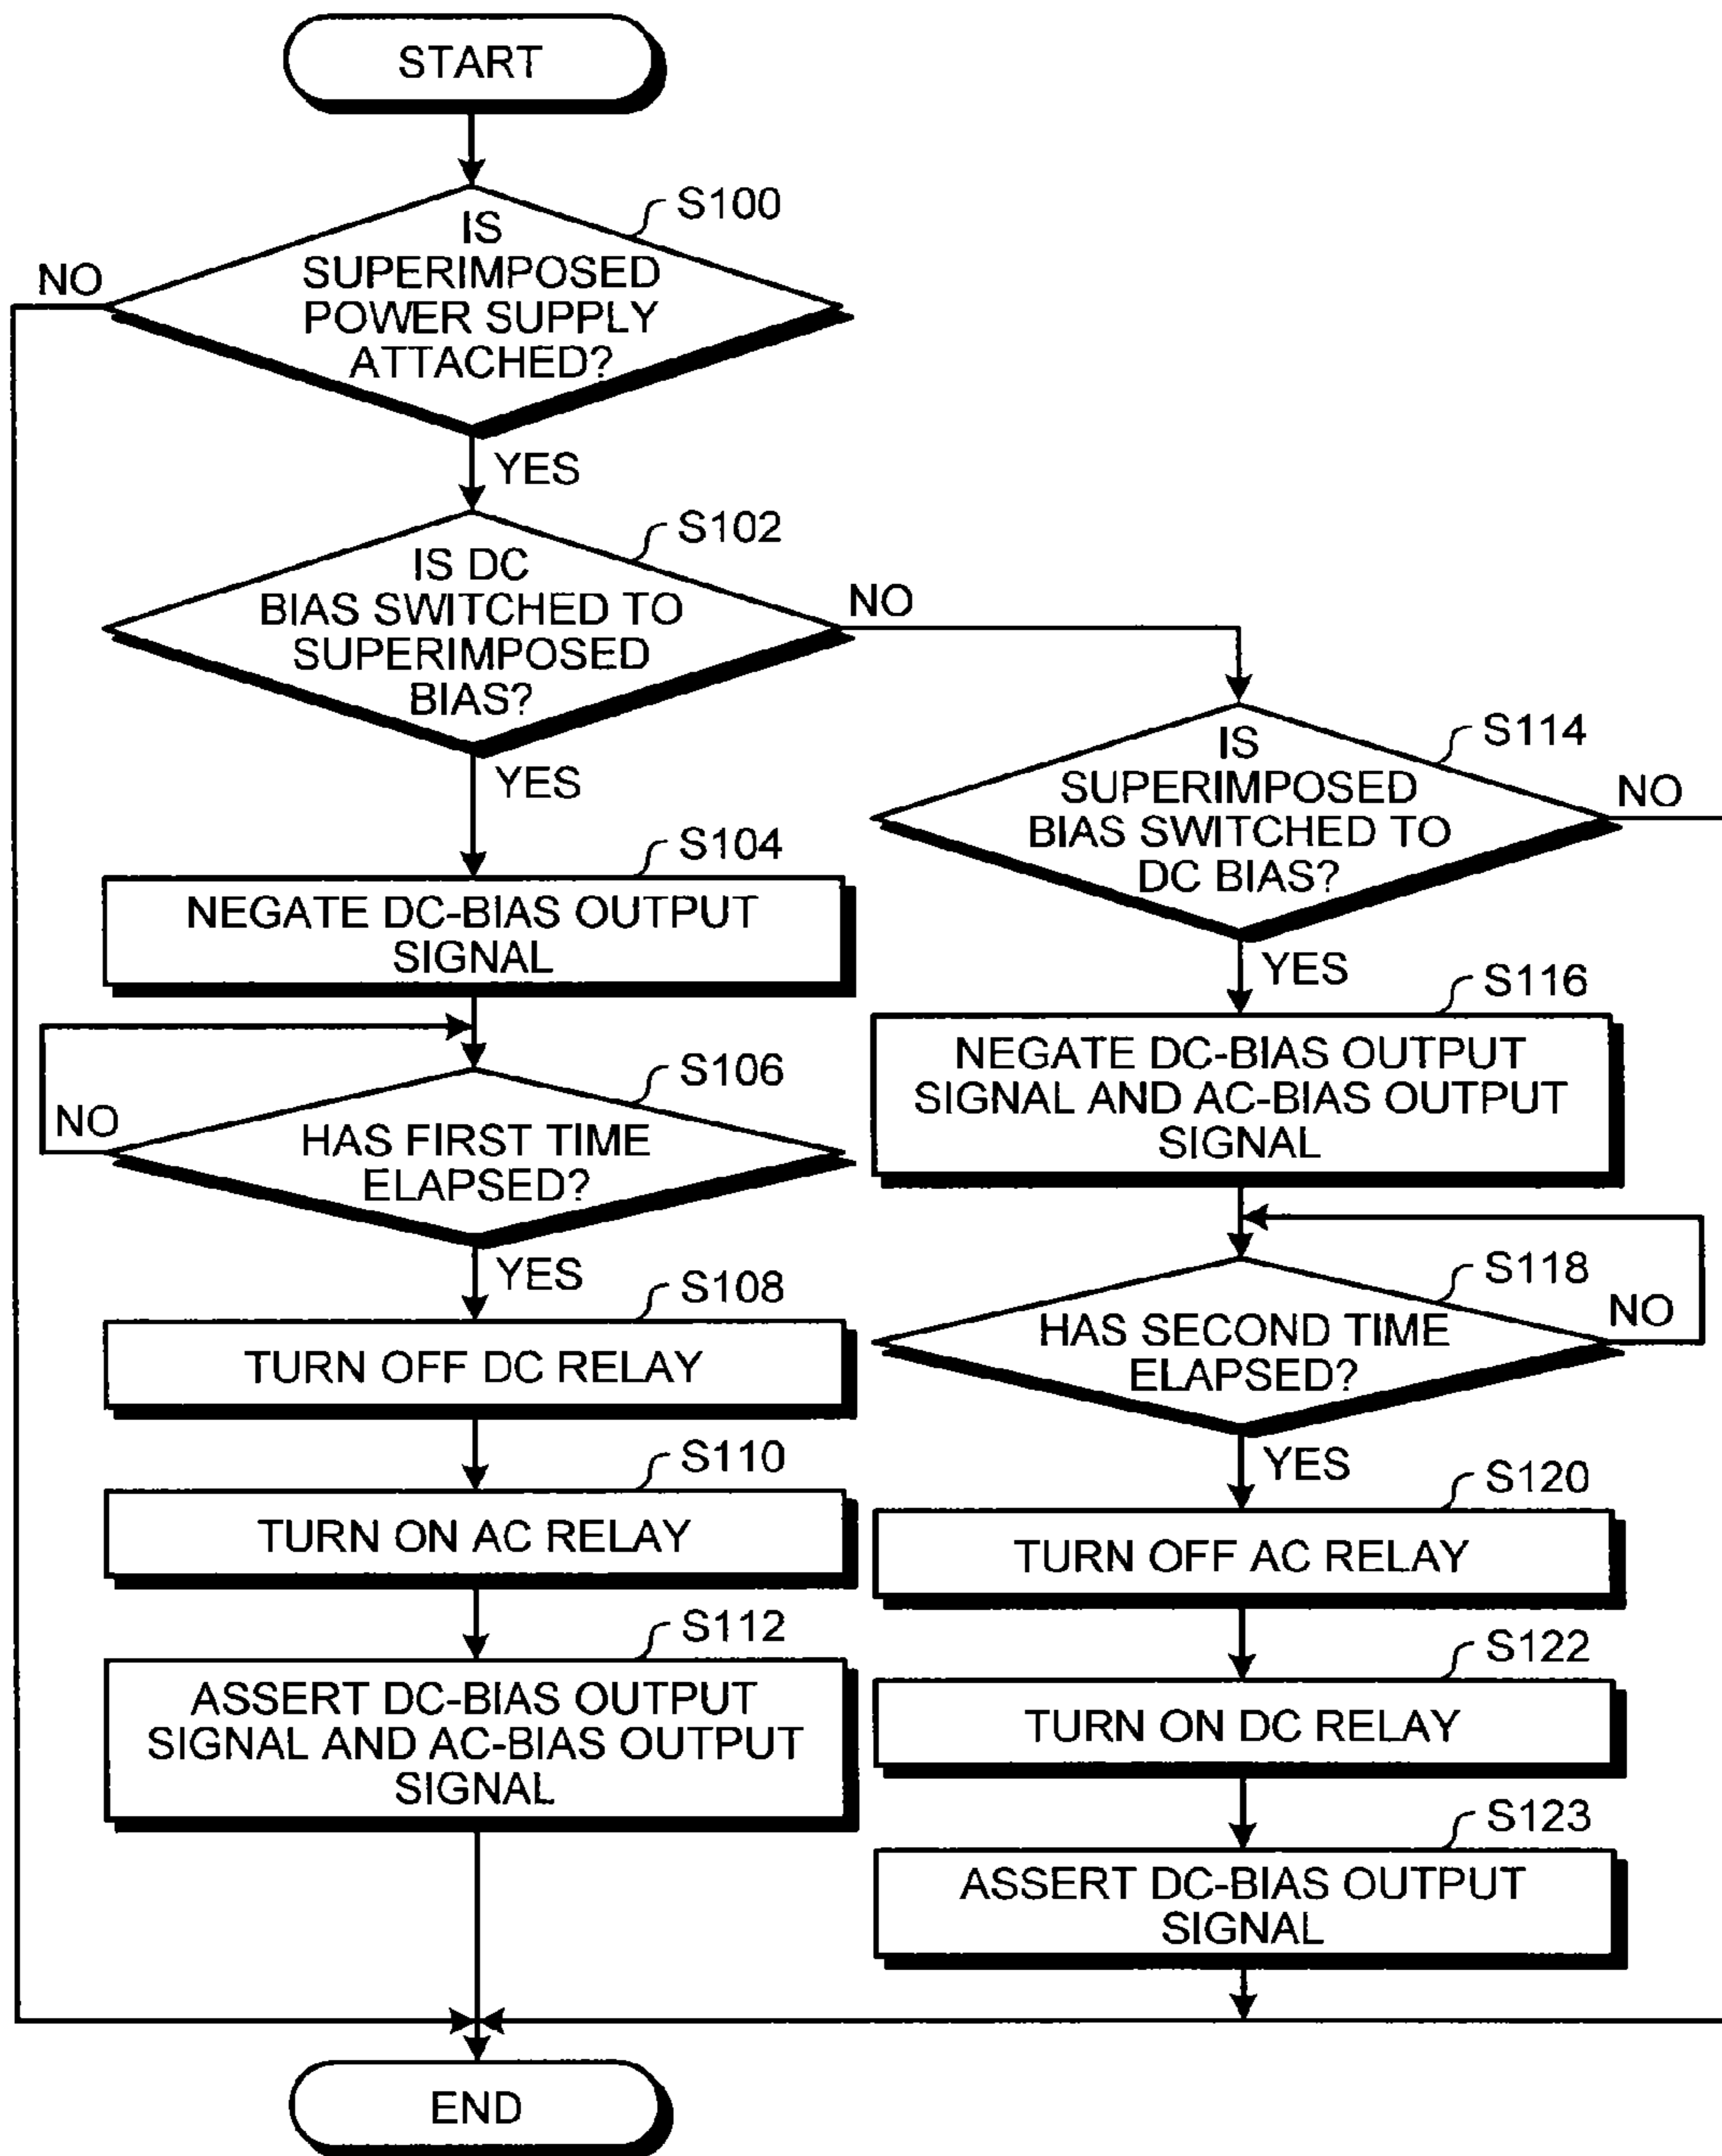 START
S100
IS
SUPERIMPOSED
POWER SUPPLY
ATTACHED?
NO
YES
S102
IS DC
BIAS SWITCHED TO
SUPERIMPOSED
BIAS?
NO
YES
S104
NEGATE DC-BIAS OUTPUT
SIGNAL
S106
HAS FIRST TIME
ELAPSED?
NO
YES
S108
TURN OFF DC RELAY
S110
TURN ON AC RELAY
S112
ASSERT DC-BIAS OUTPUT
SIGNAL AND AC-BIAS OUTPUT
SIGNAL
S114
IS
SUPERIMPOSED
BIAS SWITCHED TO
DC BIAS?
NO
YES
S116
NEGATE DC-BIAS OUTPUT
SIGNAL AND AC-BIAS OUTPUT
SIGNAL
S118
HAS SECOND TIME
ELAPSED?
NO
YES
S120
TURN OFF AC RELAY
S122
TURN ON DC RELAY
S123
ASSERT DC-BIAS OUTPUT
SIGNAL
END